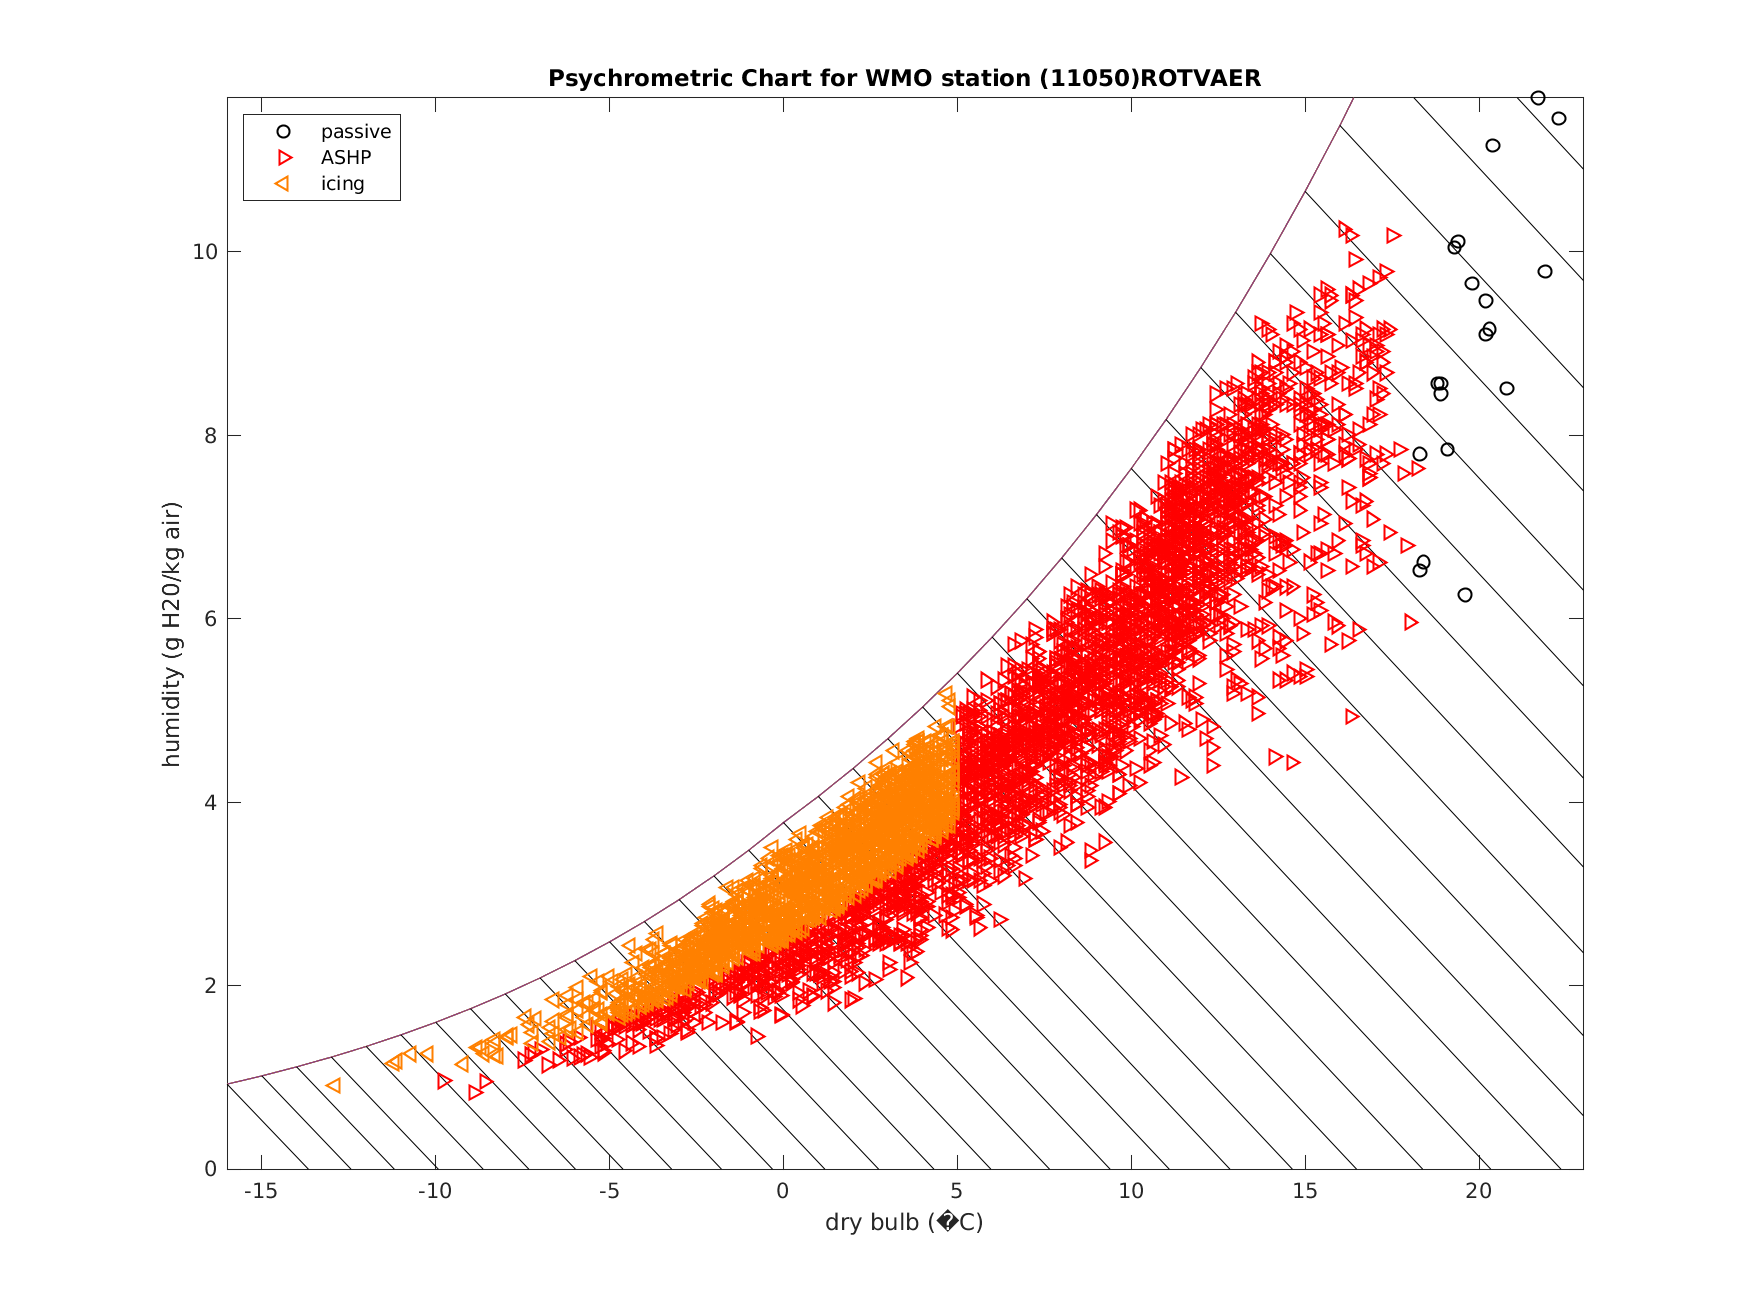 Psychrometric Chart for WMO station (11050)ROTVAER
passive
ASHP
icing
10
8
6
4
2
0
humidity (g H20/kg air)
-15 -10 -5 0 5 10 15 20
dry bulb (�C)